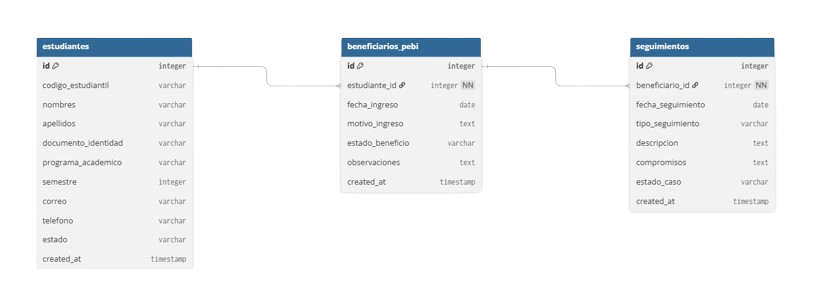 estudiantes
id integer
codigo_estudiantil varchar
nombres varchar
apellidos varchar
documento_identidad varchar
programa_academico varchar
semestre integer
correo varchar
telefono varchar
estado varchar
created_at timestamp
beneficiarios_pebi
id integer
estudiante_id integer NN
fecha_ingreso date
motivo_ingreso text
estado_beneficio varchar
observaciones text
created_at timestamp
seguimientos
id integer
beneficiario_id integer NN
fecha_seguimiento date
tipo_seguimiento varchar
descripcion text
compromisos text
estado_caso varchar
created_at timestamp